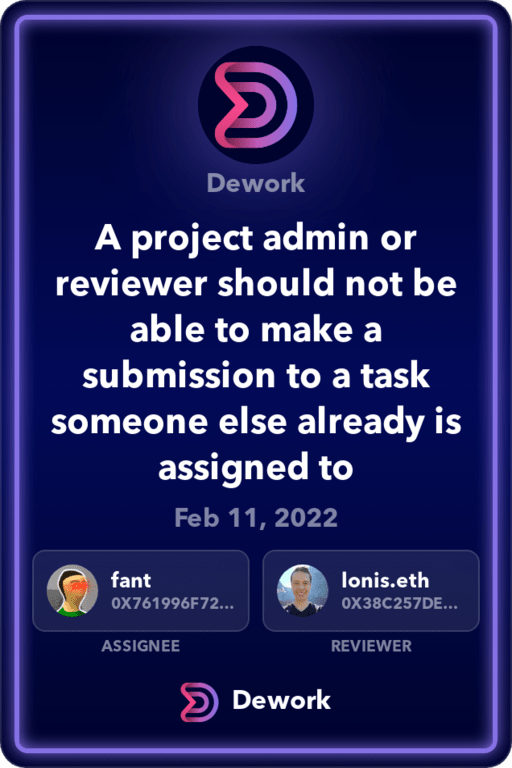 Dework
A project admin or
reviewer should not be
able to make a
submission to a task
someone else already is
assigned to
Feb 11, 2022
fant
0X761996F72...
ASSIGNEE
lonis.eth
0X38C257DE...
REVIEWER
Dework